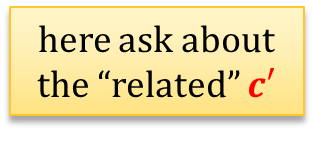 here ask about
the “related” c′